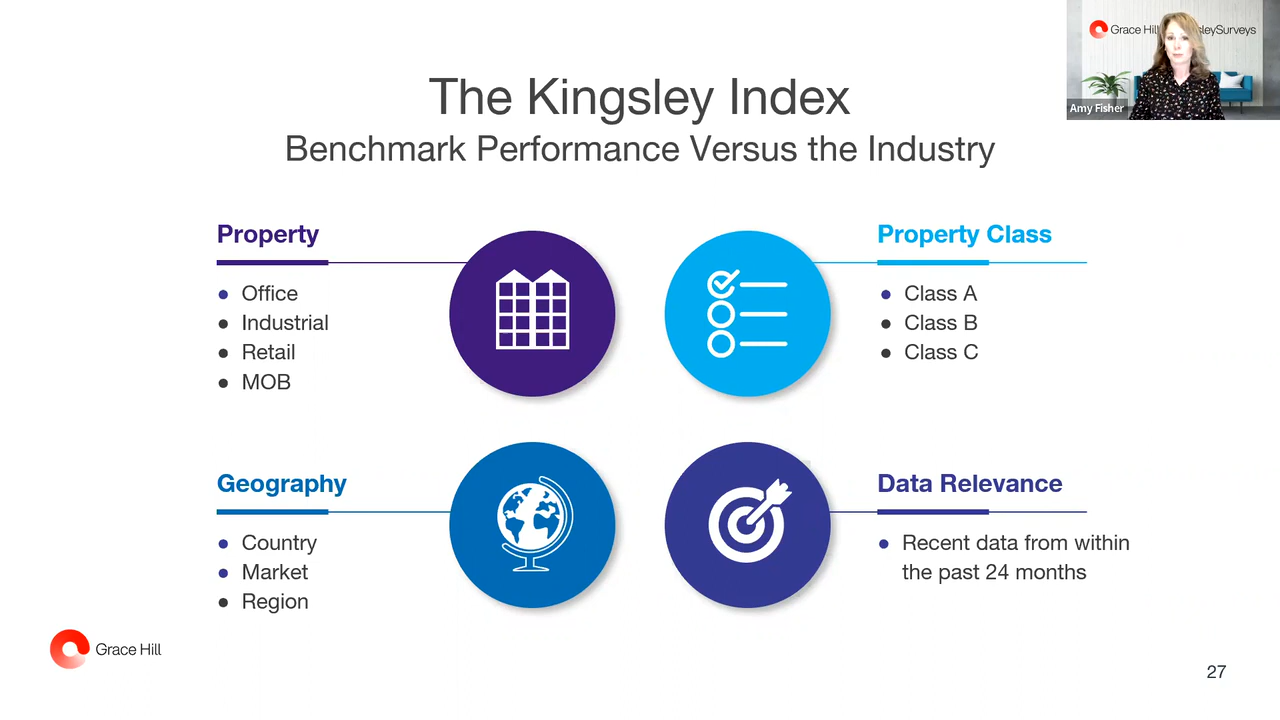 Grace Hill
sleySurveys
Amy Fisher
The Kingsley Index
Benchmark Performance Versus the Industry
Property
Office
Industrial
Retail
MOB
Property Class
Class A
Class B
Class C
Geography
Country
Market
Region
Data Relevance
Recent data from within
the past 24 months
Grace Hill
27